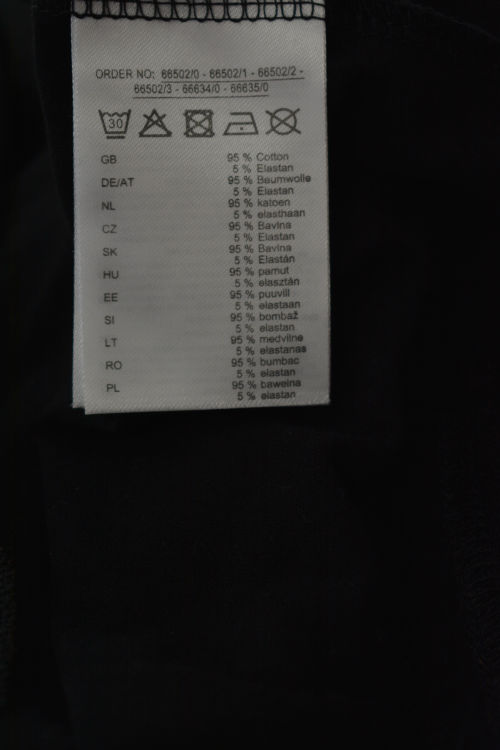 ORDER NO: 66502/0 - 66502/1 - 66502/2 -
66502/3 - 66634/0 - 66635/0
30
GB 95 % Cotton
5 % Elastan
DE/AT 95 % Baumwolle
5 % Elastan
NL 95 % katoen
5 % elasthaan
CZ 95 % Bavlna
5 % Elastan
SK 95 % Bavlna
5 % Elastán
HU 95 % pamut
5 % elasztán
EE 95 % puuvill
5 % elastaan
SI 95 % bombaž
5 % elastan
LT 95 % medvilne
5 % elastanas
RO 95 % bumbac
5 % elastan
PL 95 % bawelna
5 % elastan